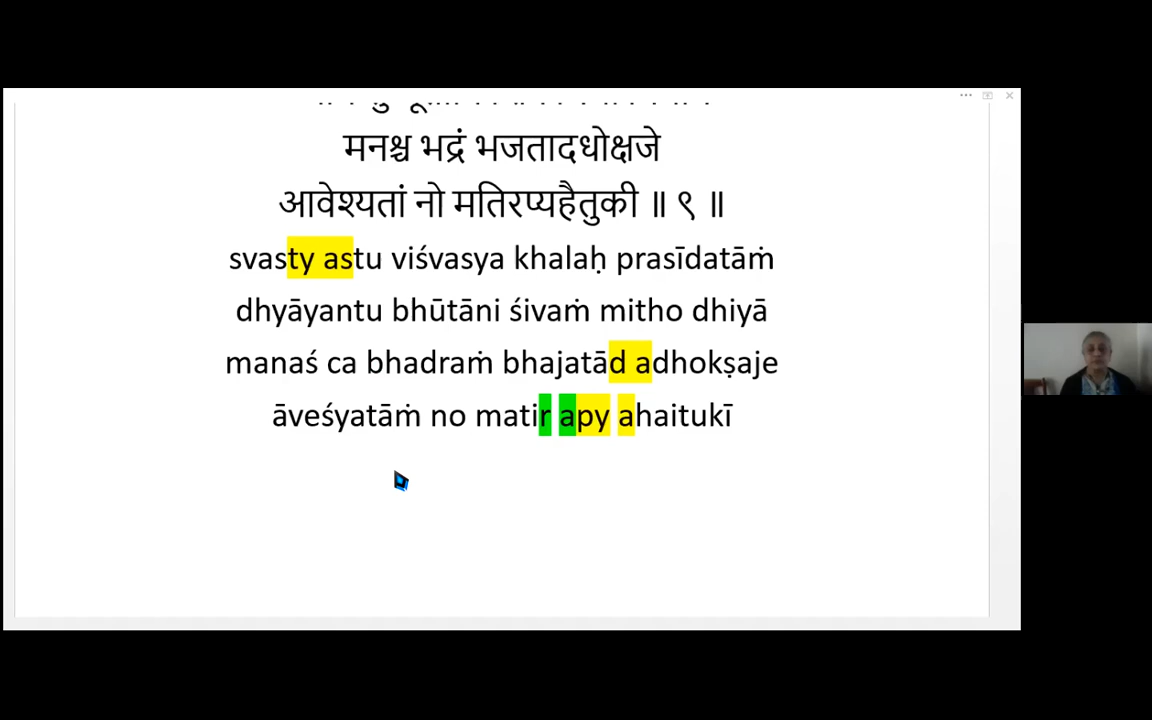 मनश्च भद्रं भजतादधोक्षजे
आवेश्यतां नो मतिरप्यहैतुकी ॥ ९ ॥
svasty astu viśvasya khalaḥ prasīdatāṁ
dhyāyantu bhūtāni śivaṁ mitho dhiyā
manaś ca bhadraṁ bhajatād adhokṣaje
āveśyatāṁ no matir apy ahaitukī